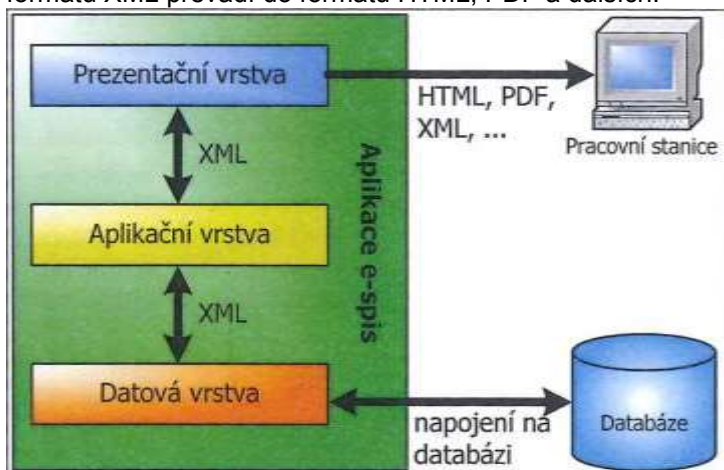 formátu XML provádí do formátu HTML, PDF a dalších.
Prezentační vrstva
HTML, PDF,
XML, ...
Pracovní stanice
XML
Aplikační vrstva
Aplikace e-spis
XML
Datová vrstva
napojení na
databázi
Databáze